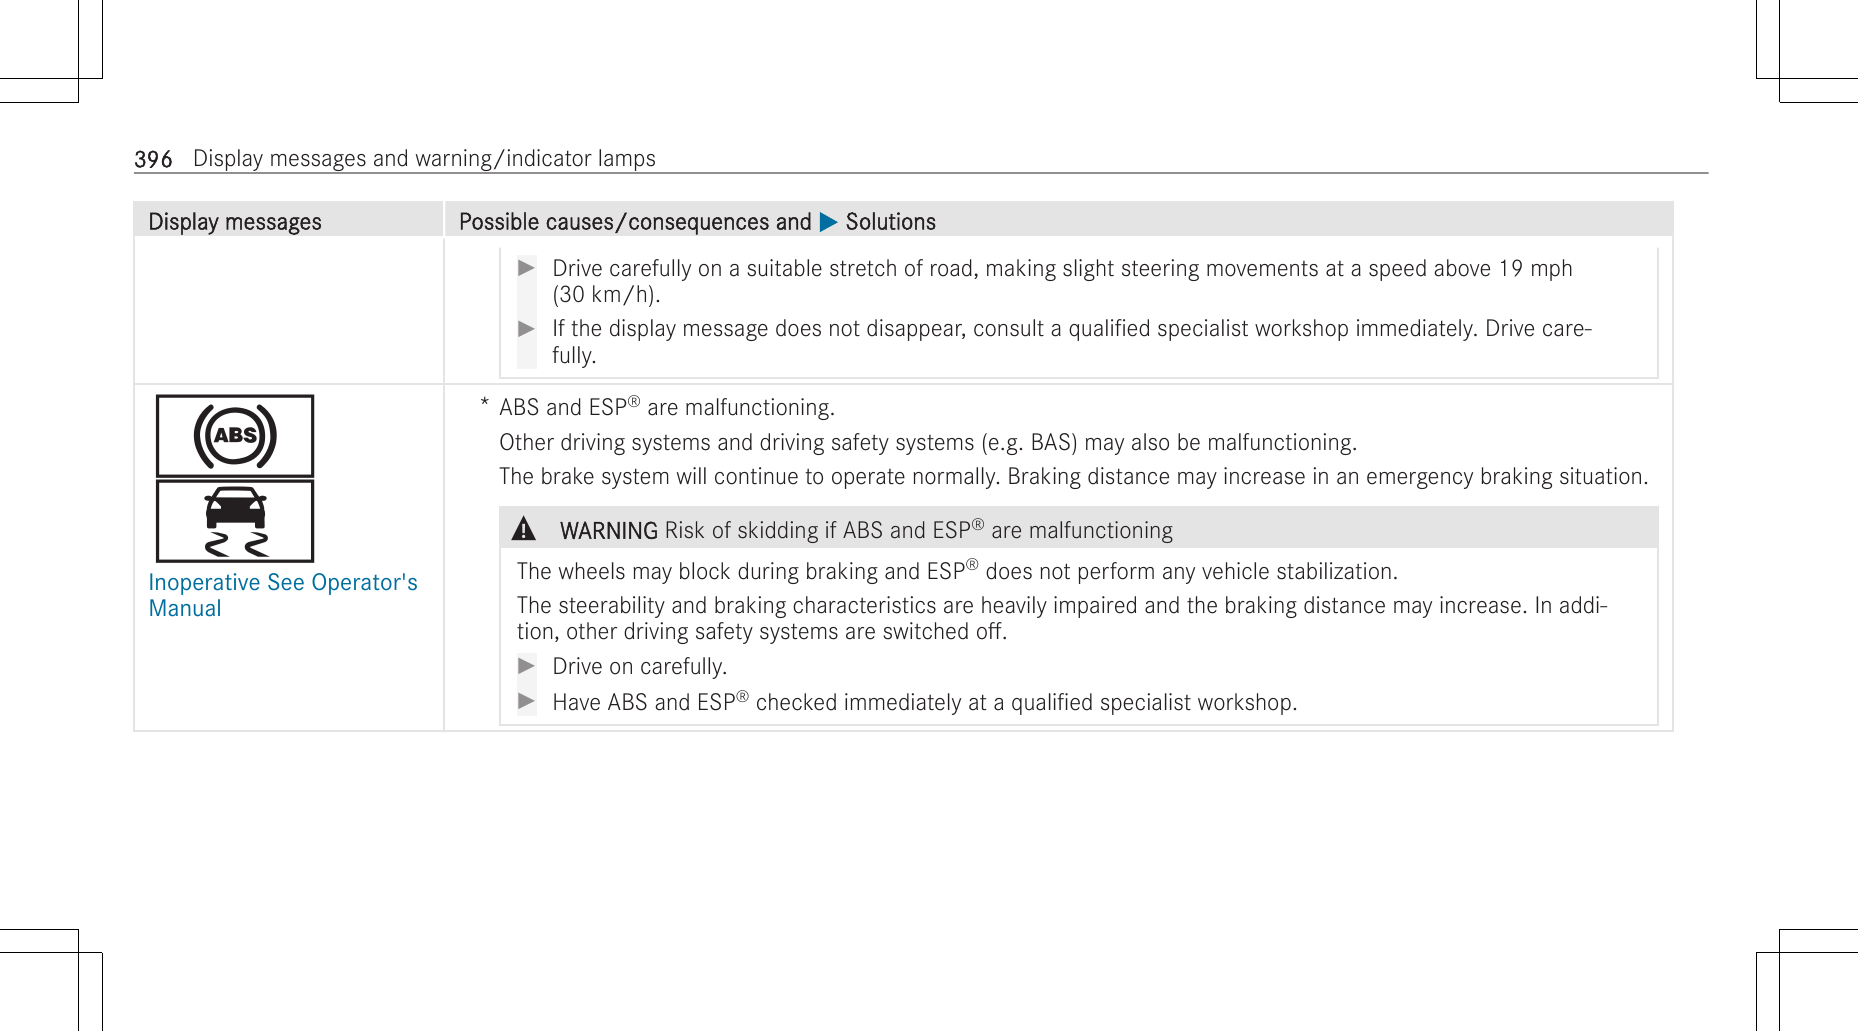 396 Display messages and warning/indicator lamps
Display messages
Possible causes/consequences and ▶ Solutions
▶ Drive carefully on a suitable stretch of road, making slight steering movements at a speed above 19 mph
(30 km/h).
▶ If the display message does not disappear, consult a qualified specialist workshop immediately. Drive care-
fully.
ABS
Inoperative See Operator's
Manual
* ABS and ESP® are malfunctioning.
Other driving systems and driving safety systems (e.g. BAS) may also be malfunctioning.
The brake system will continue to operate normally. Braking distance may increase in an emergency braking situation.
WARNING Risk of skidding if ABS and ESP® are malfunctioning
The wheels may block during braking and ESP® does not perform any vehicle stabilization.
The steerability and braking characteristics are heavily impaired and the braking distance may increase. In addi-
tion, other driving safety systems are switched off.
▶ Drive on carefully.
▶ Have ABS and ESP® checked immediately at a qualified specialist workshop.